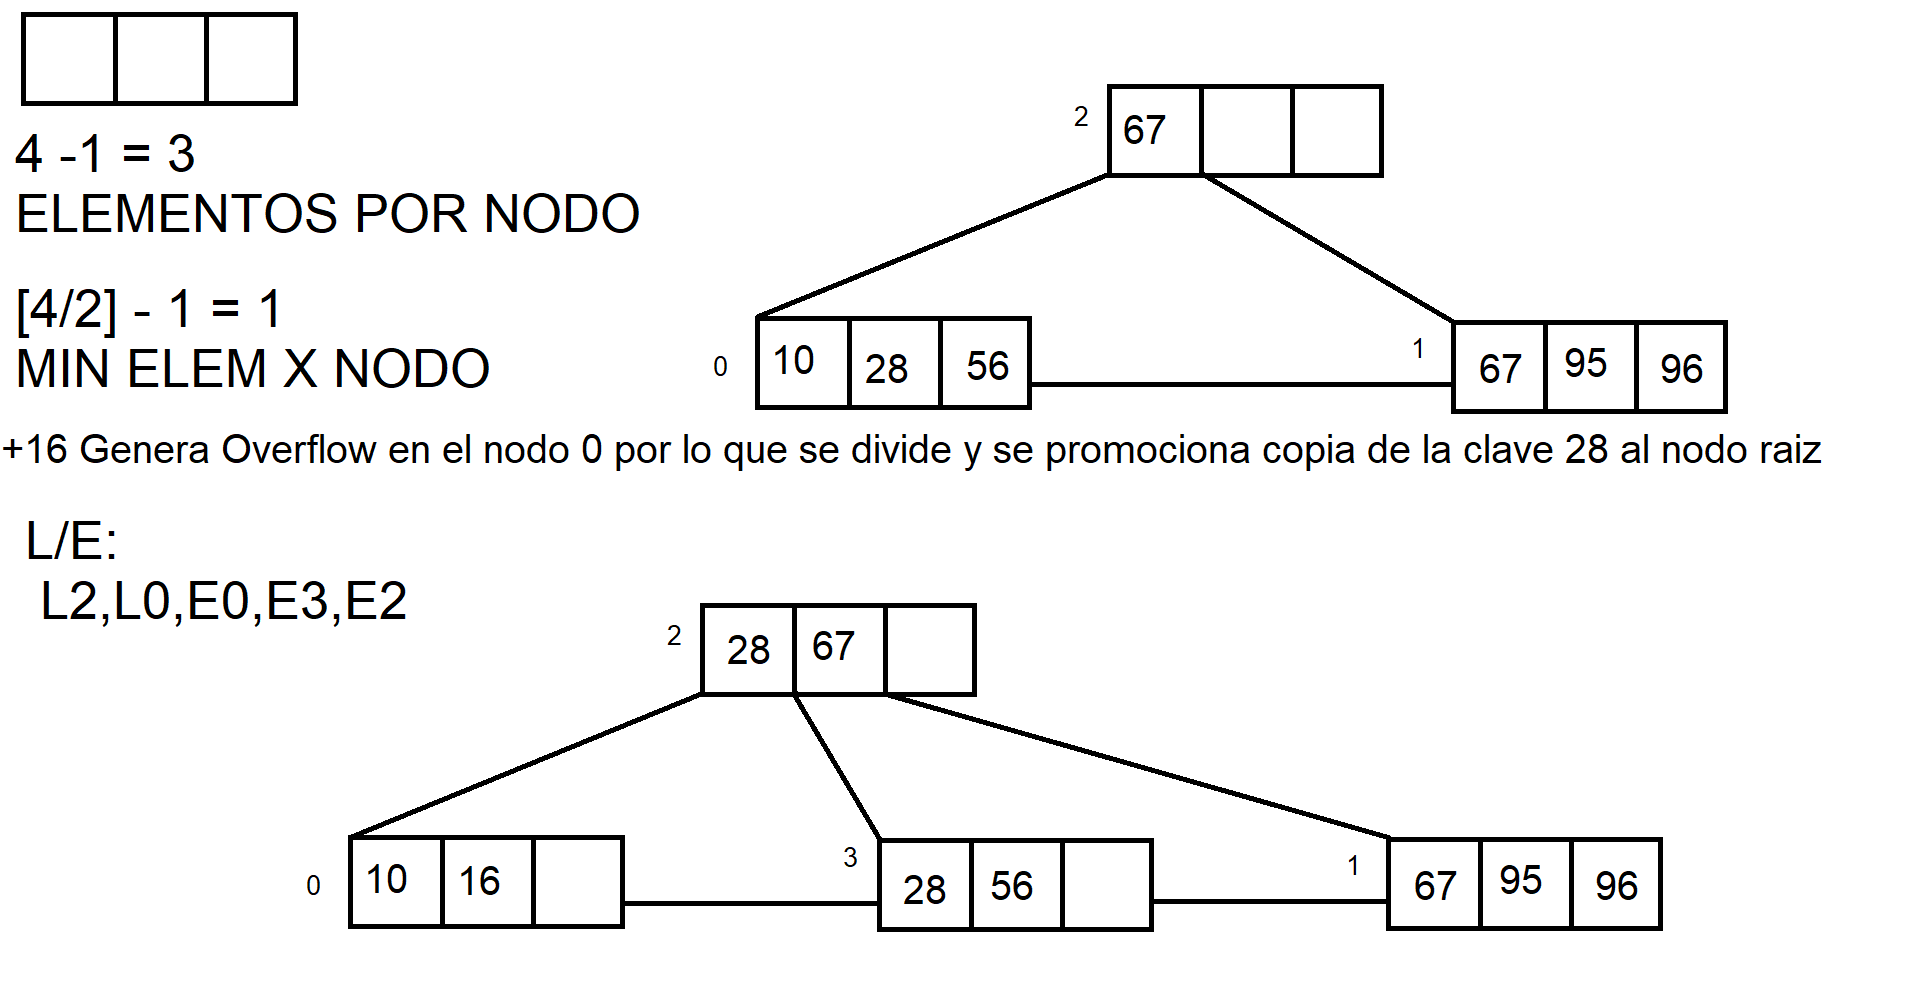 4 -1 = 3
ELEMENTOS POR NODO
[4/2] - 1 = 1
MIN ELEM X NODO
2
67
0
10 28 56
1
67 95 96
+16 Genera Overflow en el nodo 0 por lo que se divide y se promociona copia de la clave 28 al nodo raiz
L/E:
L2,L0,E0,E3,E2
2
28 67
0
10 16
3
28 56
1
67 95 96